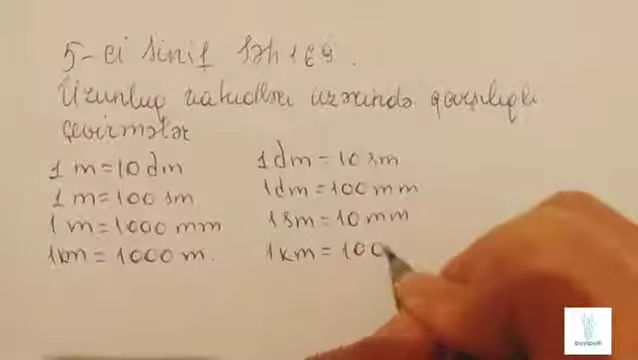 5-ci sinif səh 169.
Uzunluq vahidləri üzərində qarşılıqlı
çevirmələr
1 m = 10 dm
1 m = 100 sm
1 m = 1000 mm
1 km = 1000 m.
1 dm = 10 sm
1 dm = 100 mm
1 sm = 10 mm
1 km = 100